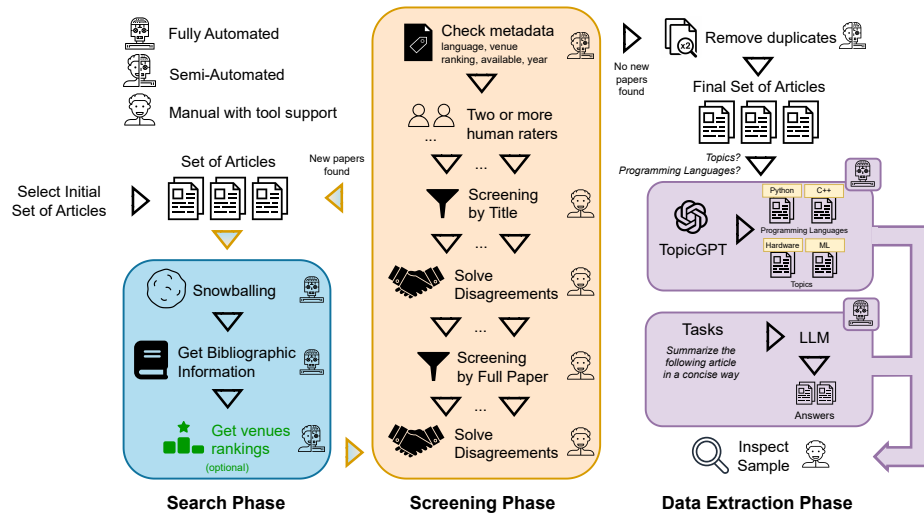 Fully Automated
Semi-Automated
Manual with tool support
Select Initial
Set of Articles
Set of Articles
New papers
found
Snowballing
Get Bibliographic
Information
Get venues
rankings
(optional)
Search Phase
Check metadata
language, venue
ranking, available, year
Two or more
human raters
...
...
Screening
by Title
...
Solve
Disagreements
...
Screening
by Full Paper
...
Solve
Disagreements
Screening Phase
No new
papers
found
x2
Remove duplicates
Final Set of Articles
Topics?
Programming Languages?
TopicGPT
Python
C++
Programming Languages
Hardware
ML
Topics
Tasks
Summarize the
following article
in a concise way
LLM
Answers
Inspect
Sample
Data Extraction Phase